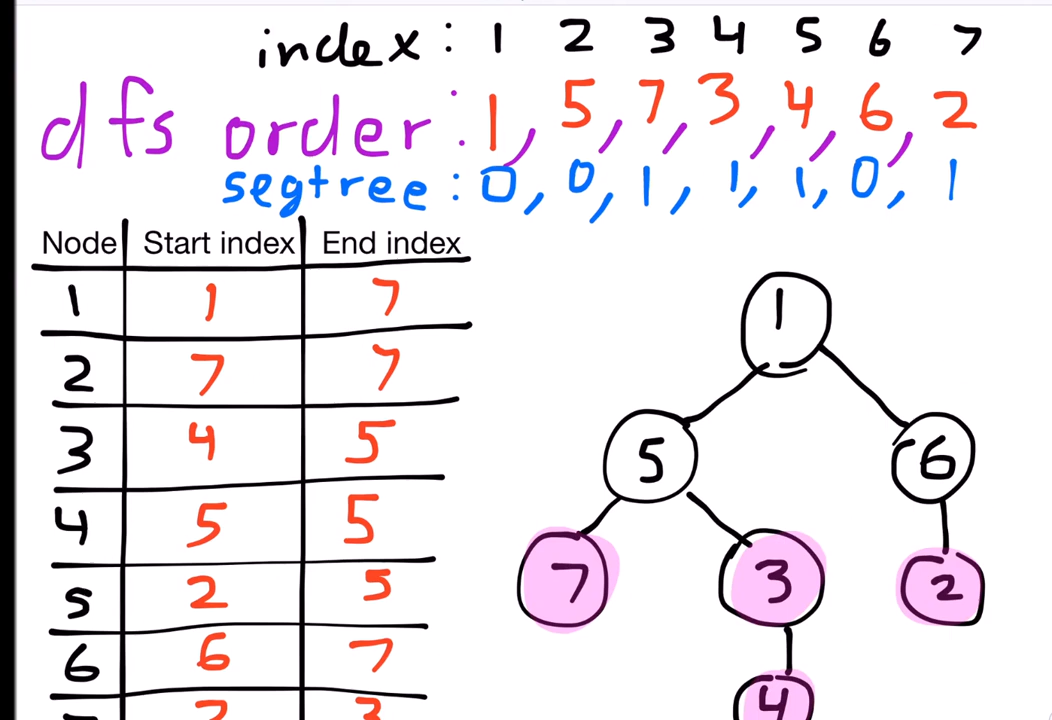 index: 1 2 3 4 5 6 7
dfs order: 1, 5, 7, 3, 4, 6, 2
segtree: 0, 0, 1, 1, 1, 0, 1
Node Start index End index
1 1 7
2 7 7
3 4 5
4 5 5
5 2 5
6 6 7
1
5 6
7 3 2
4